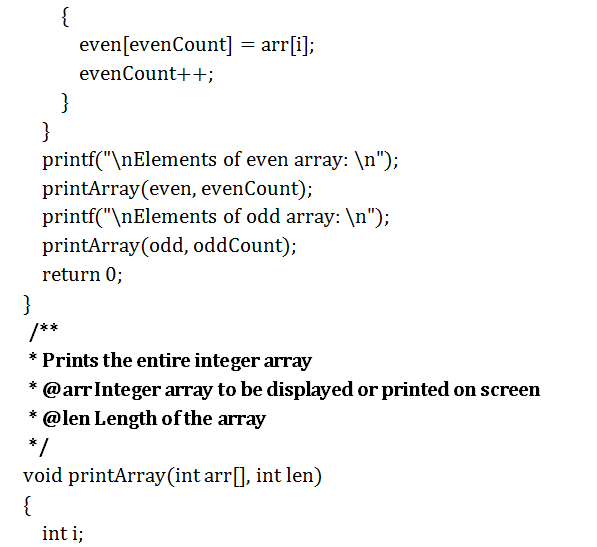 {
even[evenCount] = arr[i];
evenCount++;
}
}
printf("\nElements of even array: \n");
printArray(even, evenCount);
printf("\nElements of odd array: \n");
printArray(odd, oddCount);
return 0;
}
/**
* Prints the entire integer array
* @arr Integer array to be displayed or printed on screen
* @len Length of the array
*/
void printArray(int arr[], int len)
{
int i;